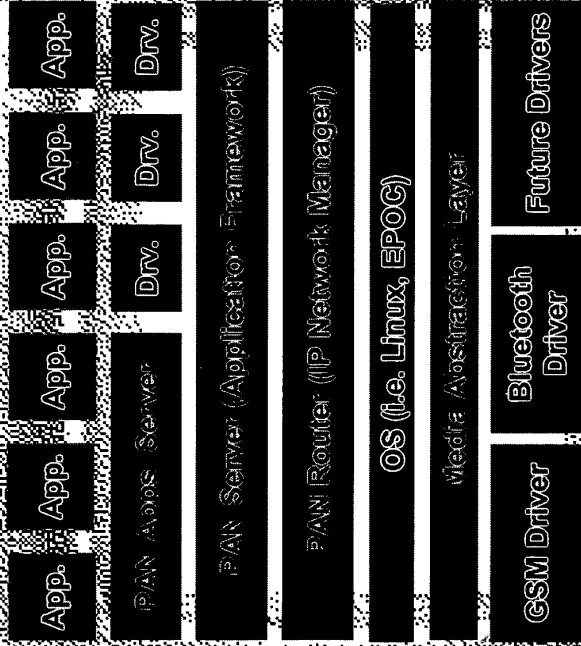 App.
App.
App.
App.
App.
App.
PAN Apps Server
Drv.
Drv.
Drv.
PAN Server (Application Framework)
PAN Router (IP Network Manager)
OS (i.e. Linux, EPOC)
Media Abstraction Layer
GSM Driver
Bluetooth
Driver
Future Drivers